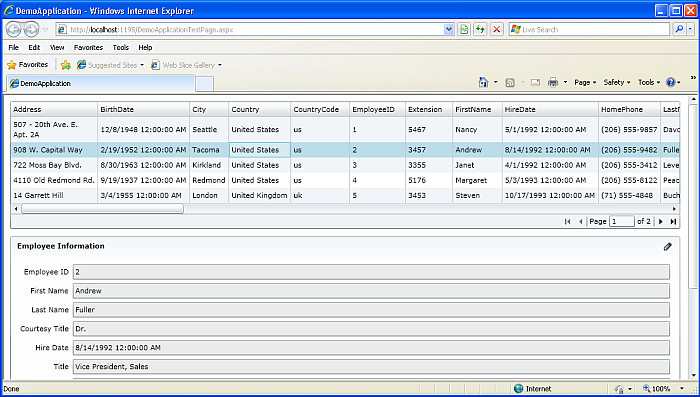 DemoApplication - Windows Internet Explorer
http://localhost:1195/DemoApplicationTestPage.aspx
Live Search
File Edit View Favorites Tools Help
Favorites Suggested Sites Web Slice Gallery
DemoApplication
Page Safety Tools
Address BirthDate City Country CountryCode EmployeeID Extension FirstName HireDate HomePhone LastN
507 - 20th Ave. E.
Apt. 2A 12/8/1948 12:00:00 AM Seattle United States us 1 5467 Nancy 5/1/1992 12:00:00 AM (206) 555-9857 Davo
908 W. Capital Way 2/19/1952 12:00:00 AM Tacoma United States us 2 3457 Andrew 8/14/1992 12:00:00 AM (206) 555-9482 Fulle
722 Moss Bay Blvd. 8/30/1963 12:00:00 AM Kirkland United States us 3 3355 Janet 4/1/1992 12:00:00 AM (206) 555-3412 Lever
4110 Old Redmond Rd. 9/19/1937 12:00:00 AM Redmond United States us 4 5176 Margaret 5/3/1993 12:00:00 AM (206) 555-8122 Peac
14 Garrett Hill 3/4/1955 12:00:00 AM London United Kingdom uk 5 3453 Steven 10/17/1993 12:00:00 AM (71) 555-4848 Buch
Page 1 of 2
Employee Information
Employee ID 2
First Name Andrew
Last Name Fuller
Courtesy Title Dr.
Hire Date 8/14/1992 12:00:00 AM
Title Vice President, Sales
Done Internet 100%